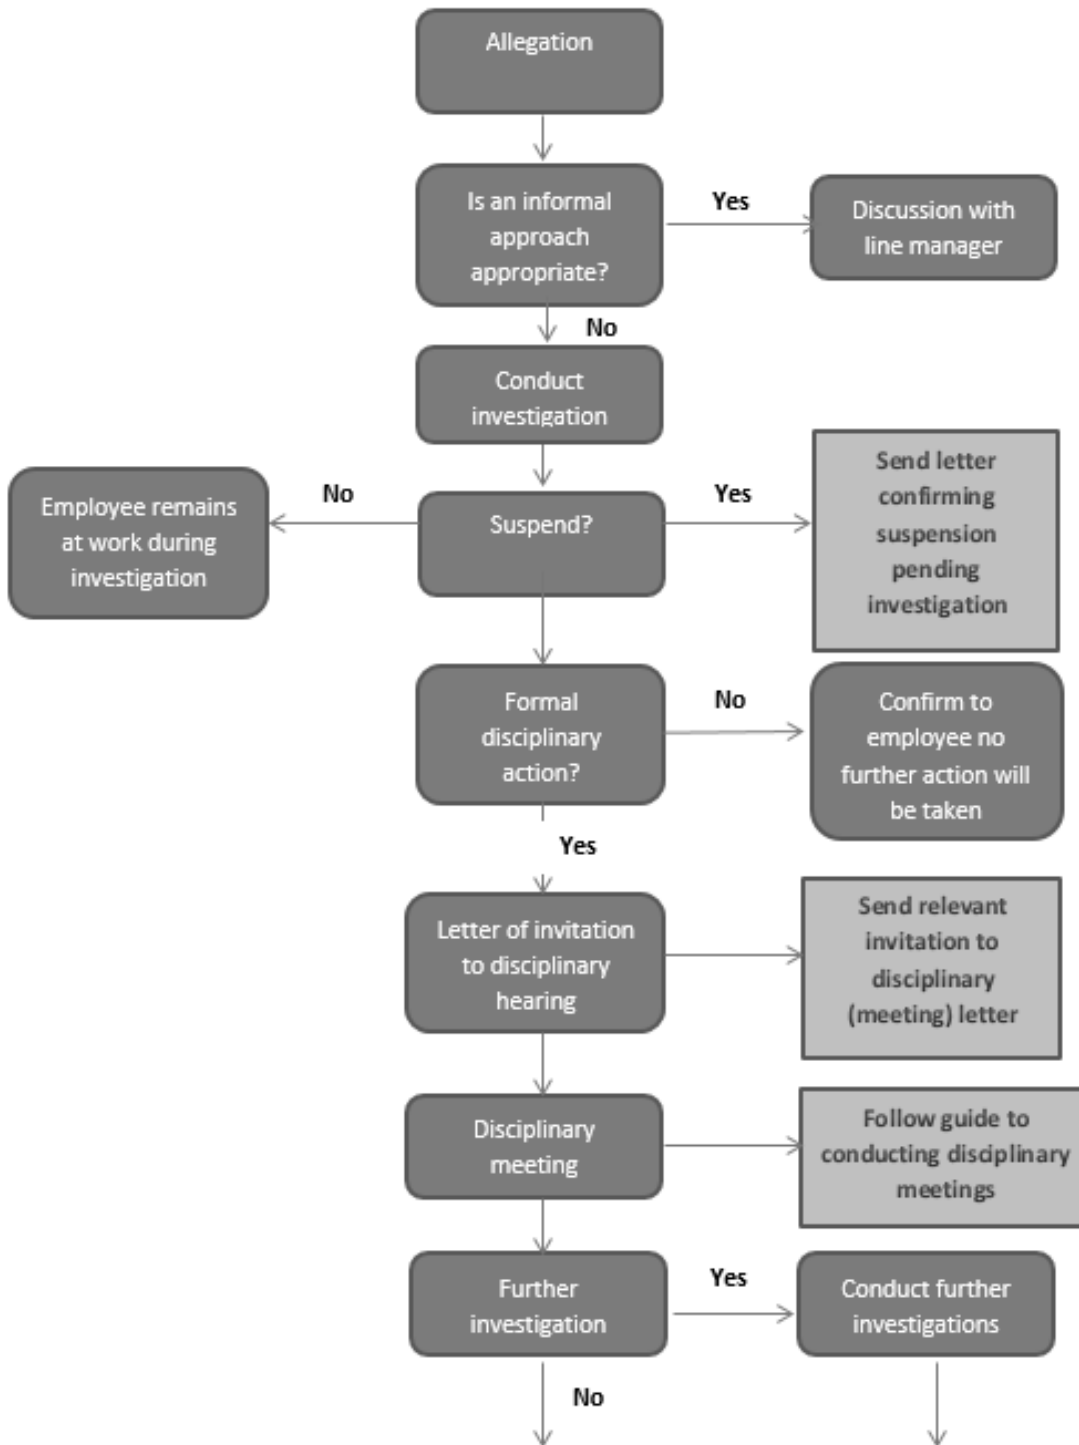 Allegation
Is an informal
approach
appropriate?
Yes
Discussion with
line manager
No
Conduct
investigation
Send letter
confirming
suspension
pending
investigation
Employee remains
at work during
investigation
No
Suspend?
Yes
Formal
disciplinary
action?
No
Confirm to
employee no
further action will
be taken
Yes
Letter of invitation
to disciplinary
hearing
Send relevant
invitation to
disciplinary
(meeting) letter
Disciplinary
meeting
Follow guide to
conducting disciplinary
meetings
Further
investigation
Yes
Conduct further
investigations
No